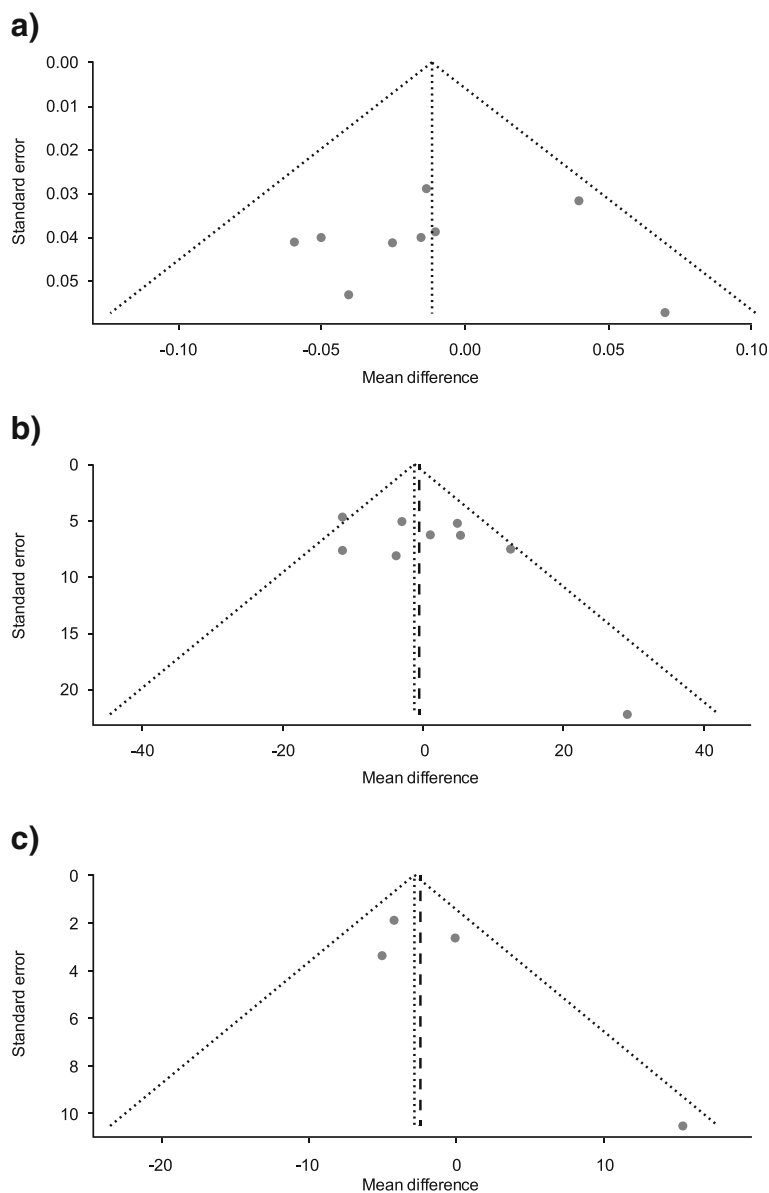 a)
0.00
0.01
0.02
0.03
0.04
0.05
Standard error
-0.10 -0.05 0.00 0.05 0.10
Mean difference
b)
0
5
10
15
20
Standard error
-40 -20 0 20 40
Mean difference
c)
0
2
4
6
8
10
Standard error
-20 -10 0 10
Mean difference